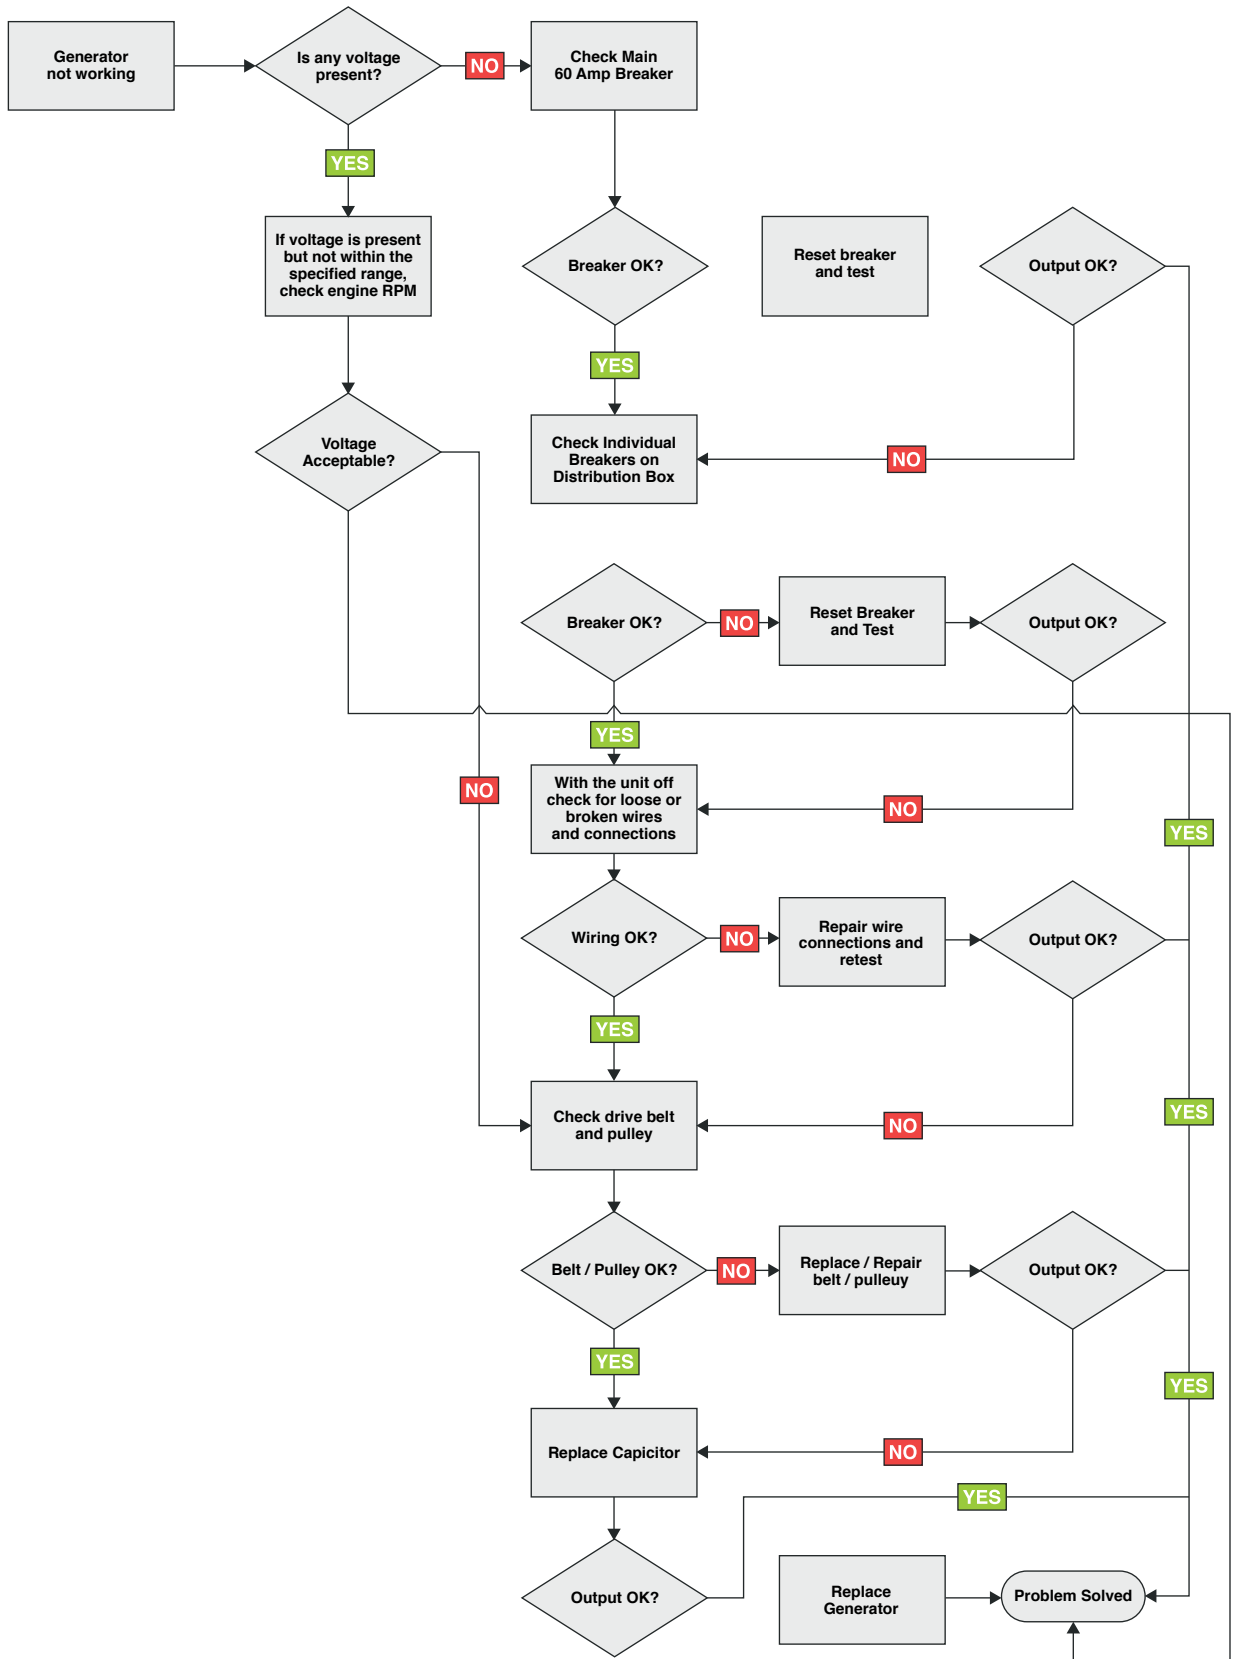 Generator
not working
Is any voltage
present?
NO
Check Main
60 Amp Breaker
YES
If voltage is present
but not within the
specified range,
check engine RPM
Breaker OK?
Reset breaker
and test
Output OK?
YES
Voltage
Acceptable?
Check Individual
Breakers on
Distribution Box
NO
Breaker OK?
NO
Reset Breaker
and Test
Output OK?
YES
NO
With the unit off
check for loose or
broken wires
and connections
NO
YES
Wiring OK?
NO
Repair wire
connections and
retest
Output OK?
YES
Check drive belt
and pulley
NO
YES
Belt / Pulley OK?
NO
Replace / Repair
belt / pulleuy
Output OK?
YES
YES
Replace Capicitor
NO
YES
Output OK?
Replace
Generator
Problem Solved